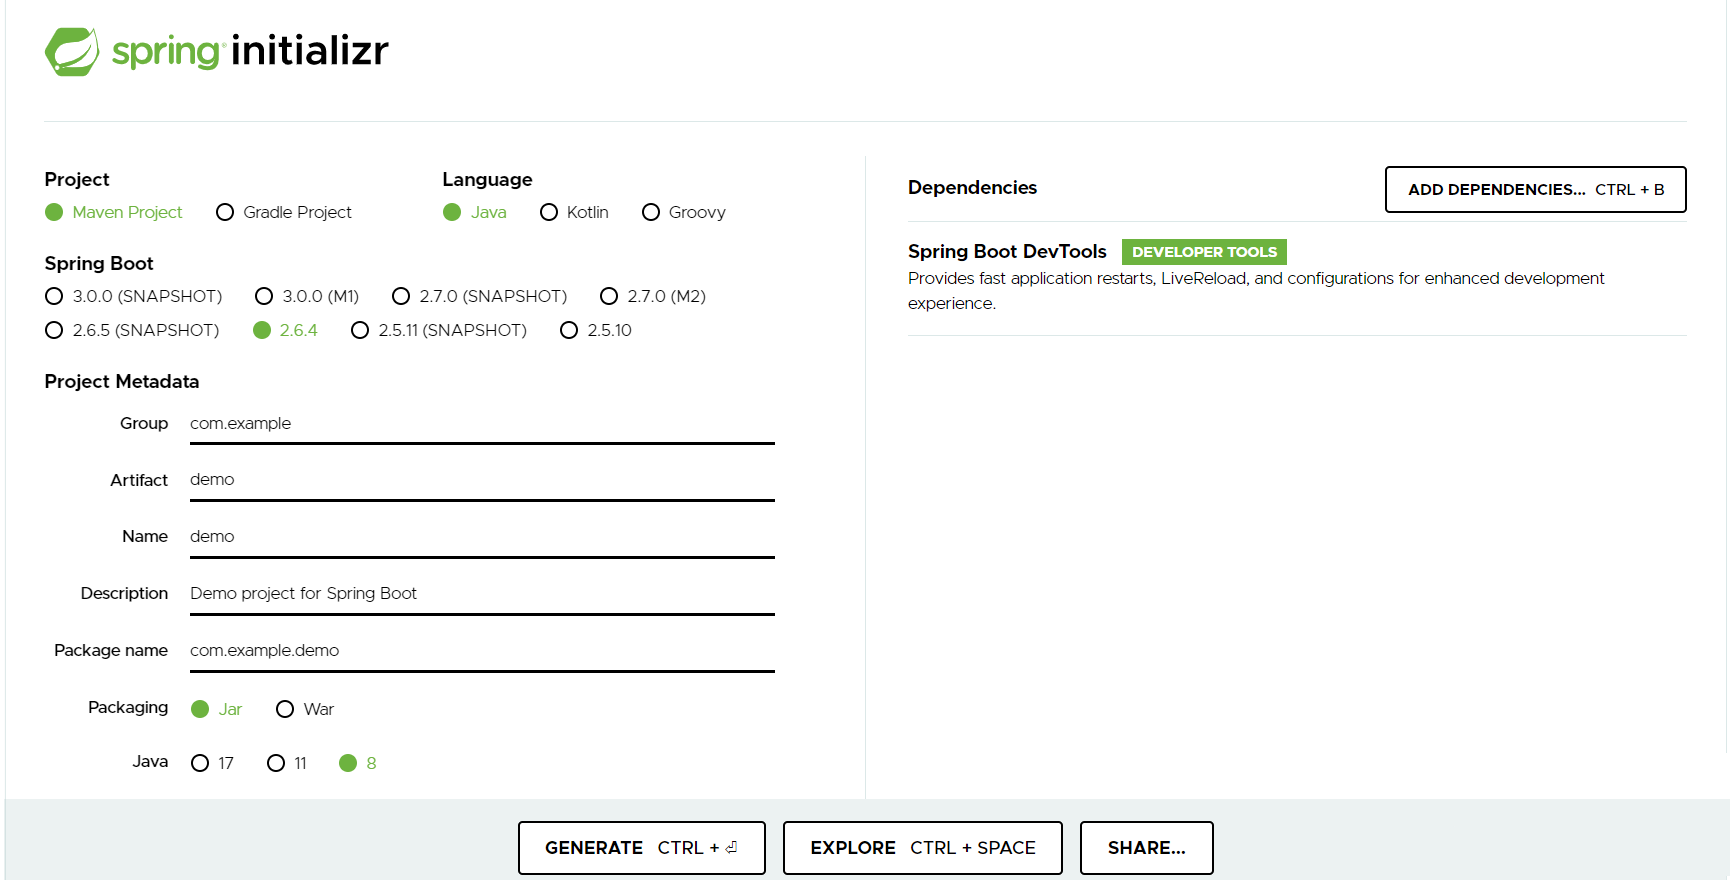 spring initializr
Project
Maven Project Gradle Project
Language
Java Kotlin Groovy
Spring Boot
3.0.0 (SNAPSHOT) 3.0.0 (M1) 2.7.0 (SNAPSHOT) 2.7.0 (M2)
2.6.5 (SNAPSHOT) 2.6.4 2.5.11 (SNAPSHOT) 2.5.10
Project Metadata
Group com.example
Artifact demo
Name demo
Description Demo project for Spring Boot
Package name com.example.demo
Packaging Jar War
Java 17 11 8
Dependencies
ADD DEPENDENCIES... CTRL + B
Spring Boot DevTools DEVELOPER TOOLS
Provides fast application restarts, LiveReload, and configurations for enhanced development
experience.
GENERATE CTRL + ⏎
EXPLORE CTRL + SPACE
SHARE...